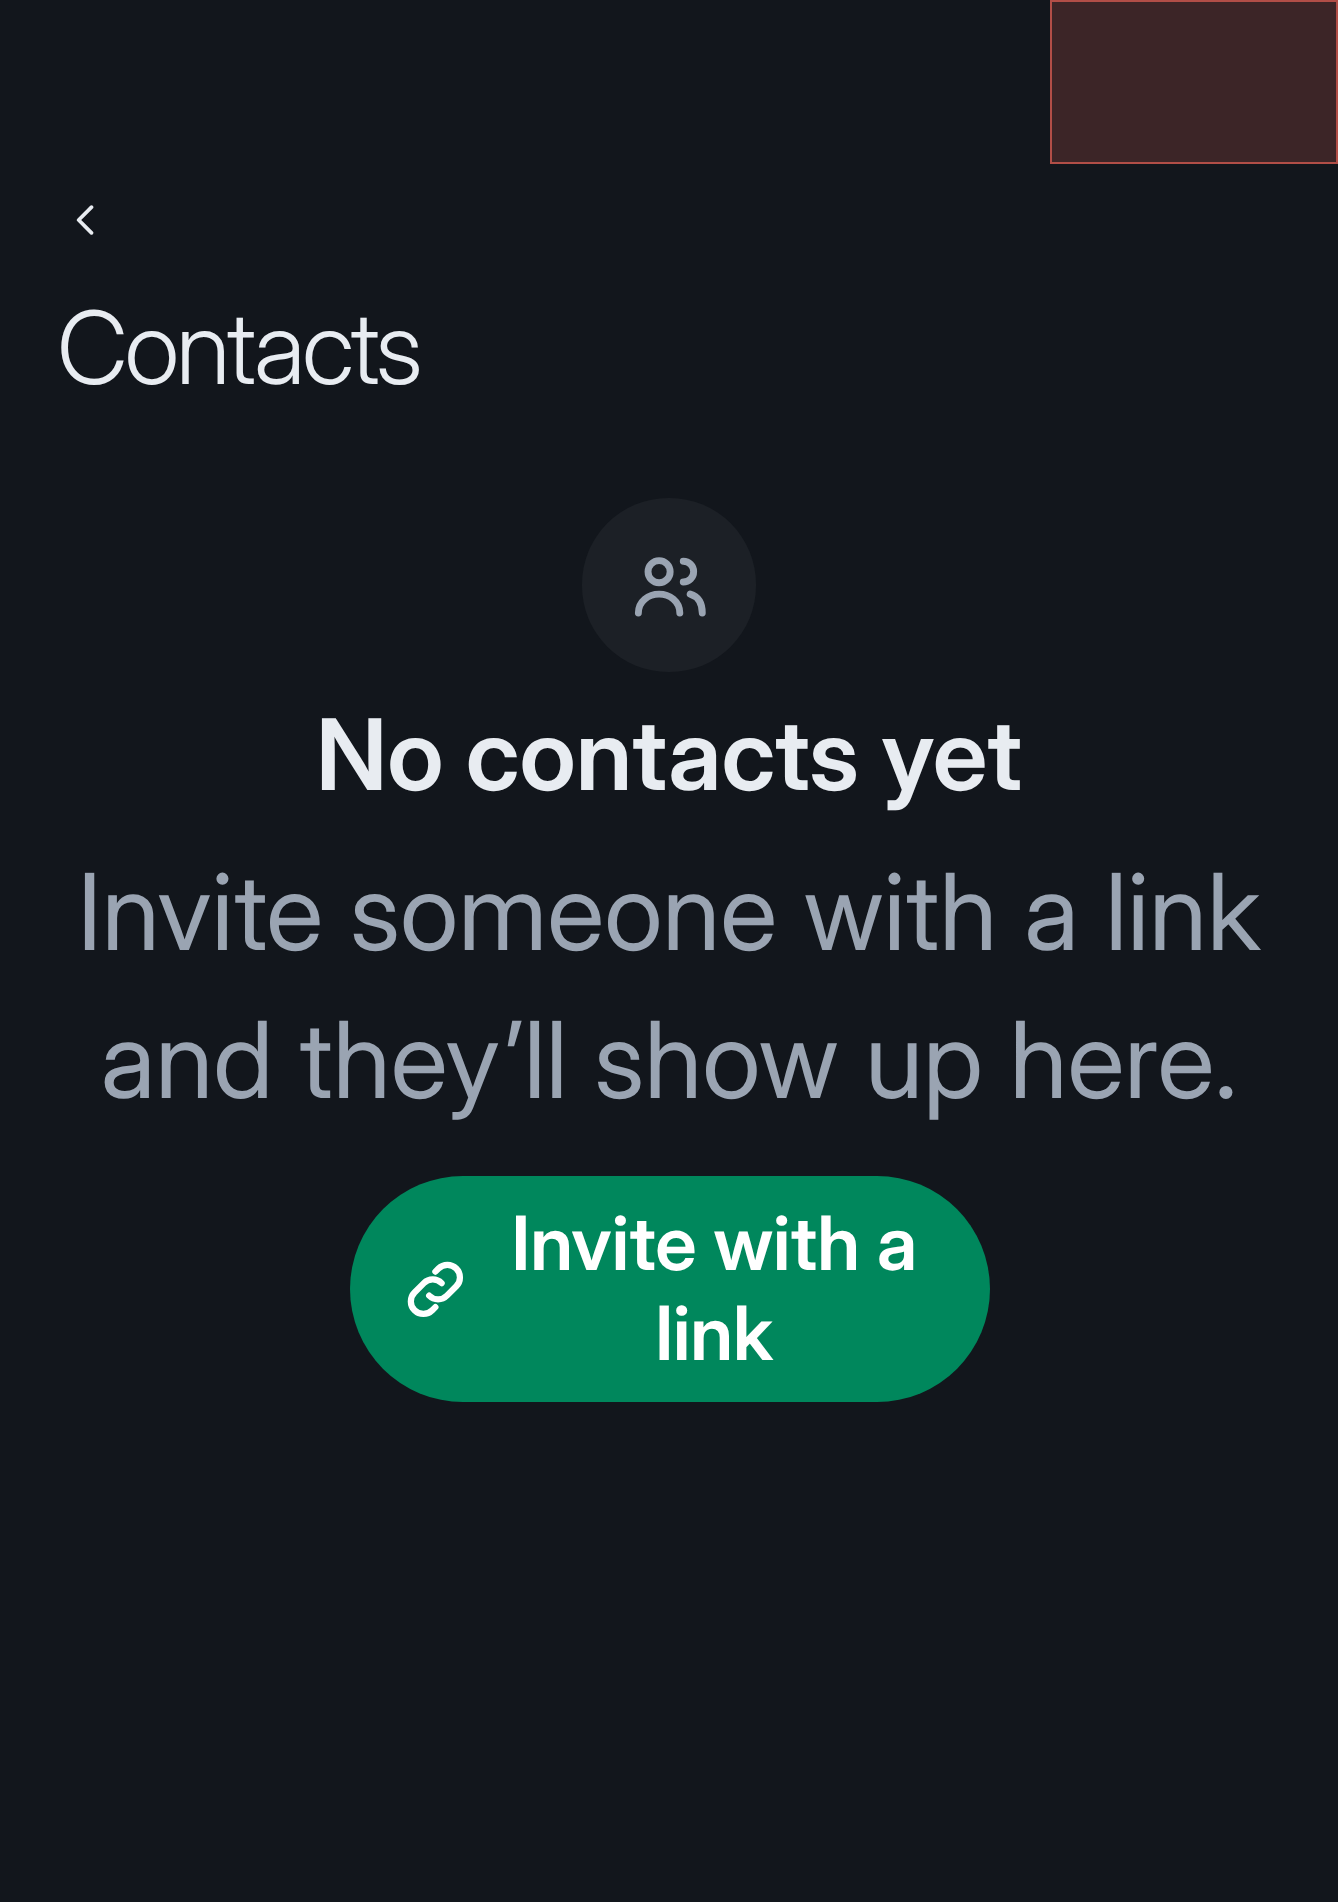 Contacts
No contacts yet
Invite someone with a link
and they’ll show up here.
Invite with a
link